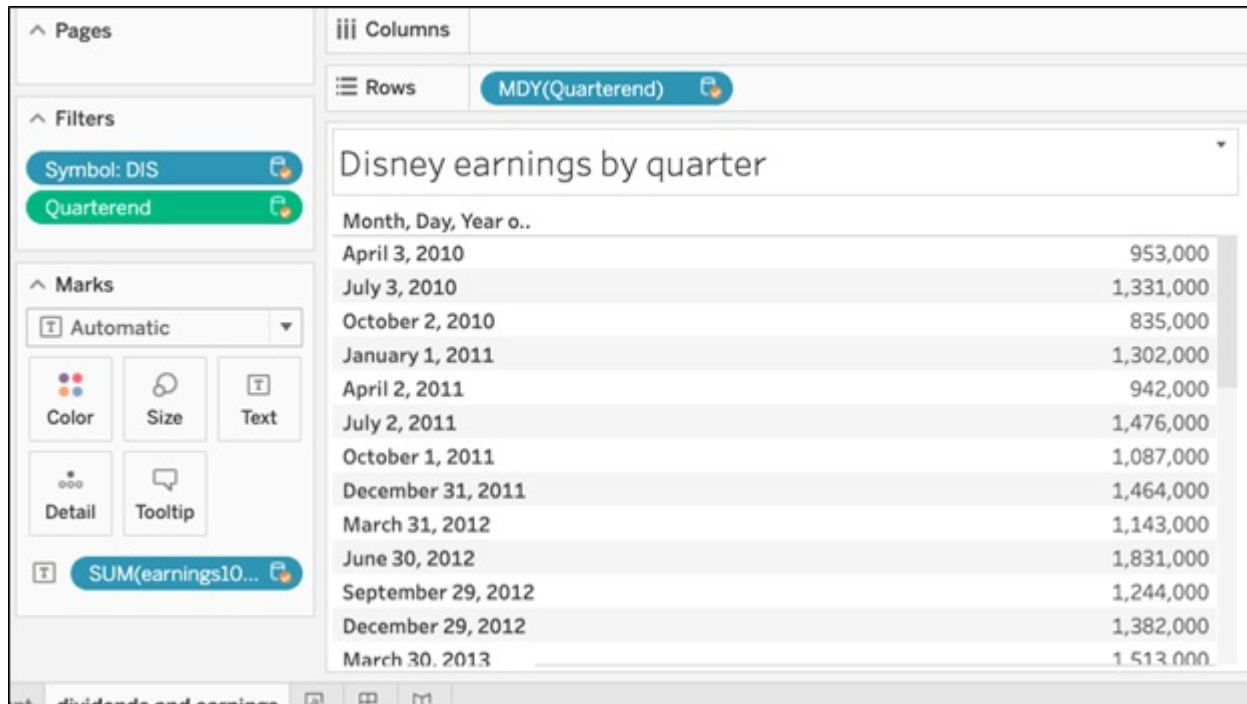 Pages
Columns
Rows
MDY(Quarterend)
Filters
Symbol: DIS
Quarterend
Marks
Automatic
Color
Size
Text
Detail
Tooltip
SUM(earnings10...
Disney earnings by quarter
Month, Day, Year o..
April 3, 2010 953,000
July 3, 2010 1,331,000
October 2, 2010 835,000
January 1, 2011 1,302,000
April 2, 2011 942,000
July 2, 2011 1,476,000
October 1, 2011 1,087,000
December 31, 2011 1,464,000
March 31, 2012 1,143,000
June 30, 2012 1,831,000
September 29, 2012 1,244,000
December 29, 2012 1,382,000
March 30, 2013 1,513,000
dividends and earnings